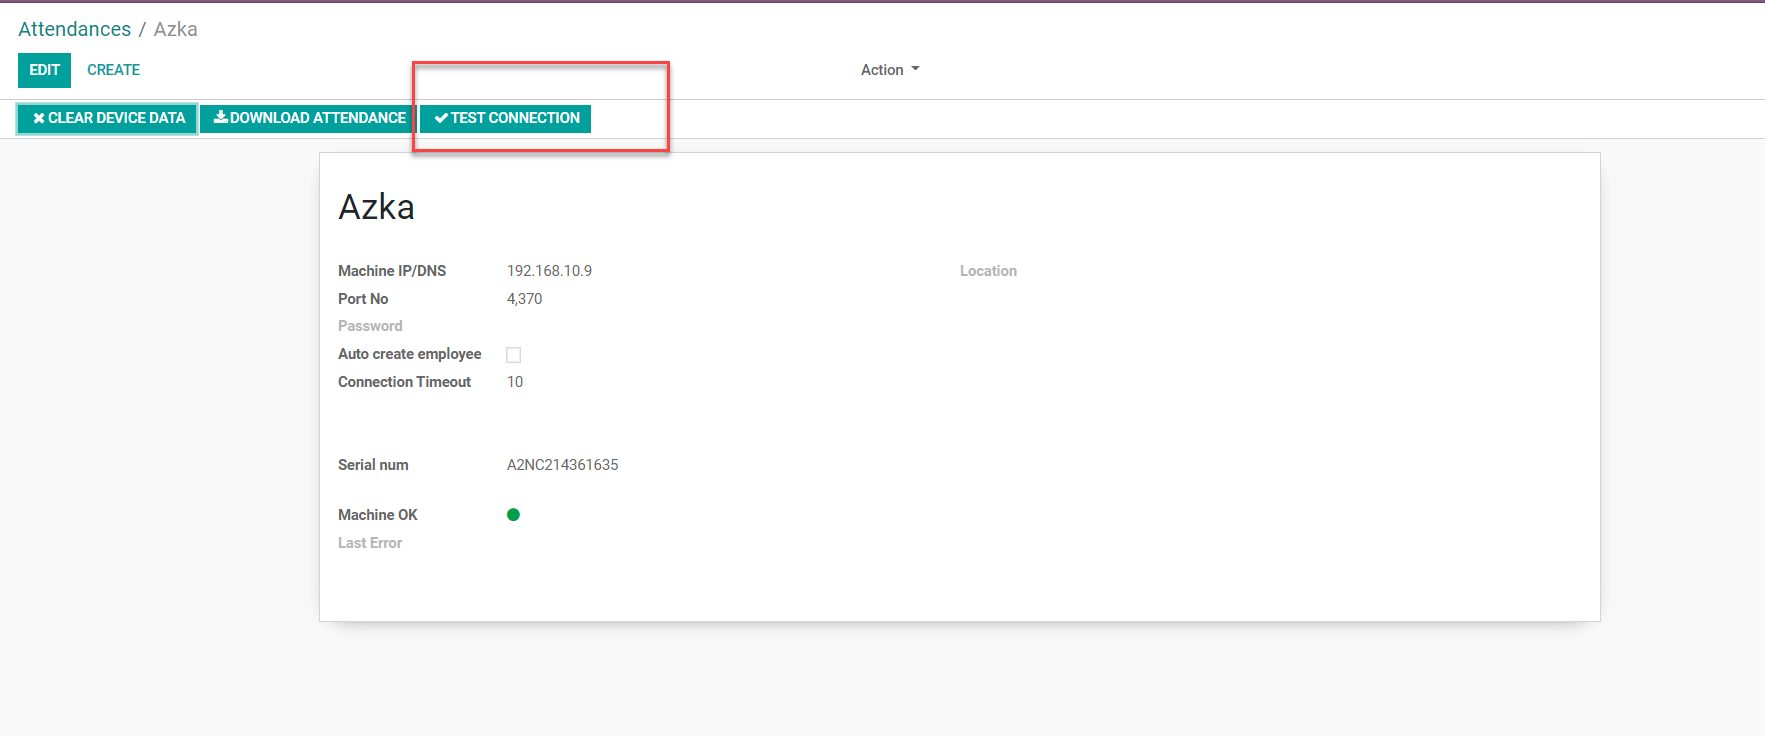 Attendances / Azka
EDIT CREATE Action
CLEAR DEVICE DATA DOWNLOAD ATTENDANCE TEST CONNECTION
Azka
Machine IP/DNS 192.168.10.9 Location
Port No 4,370
Password
Auto create employee
Connection Timeout 10
Serial num A2NC214361635
Machine OK
Last Error